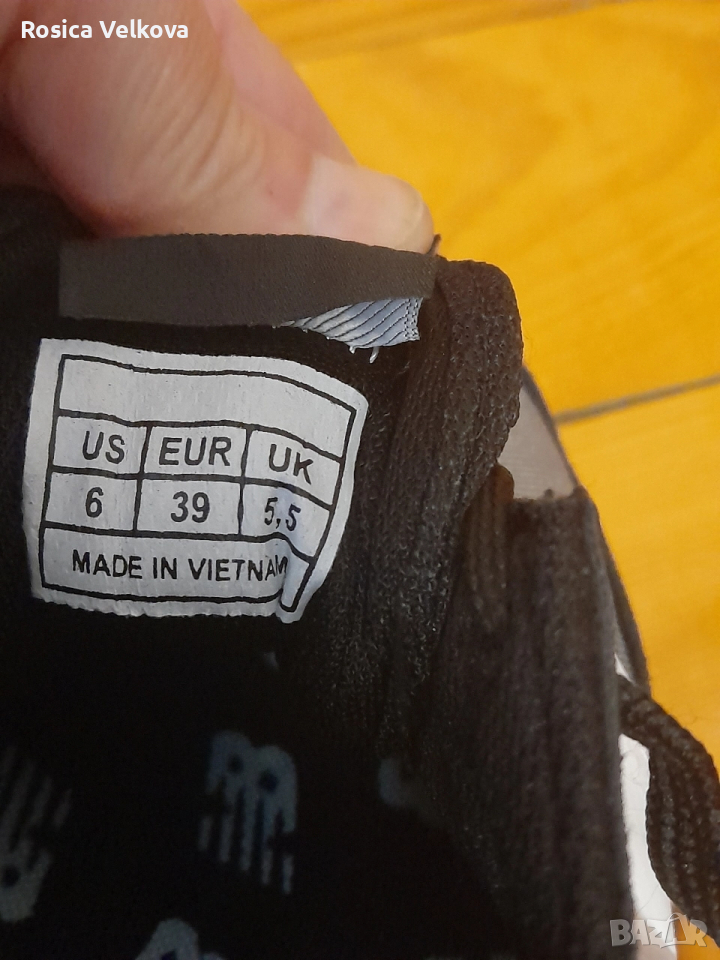 Rosica Velkova
US EUR UK
6 39 5,5
MADE IN VIETNAM
BAZAR